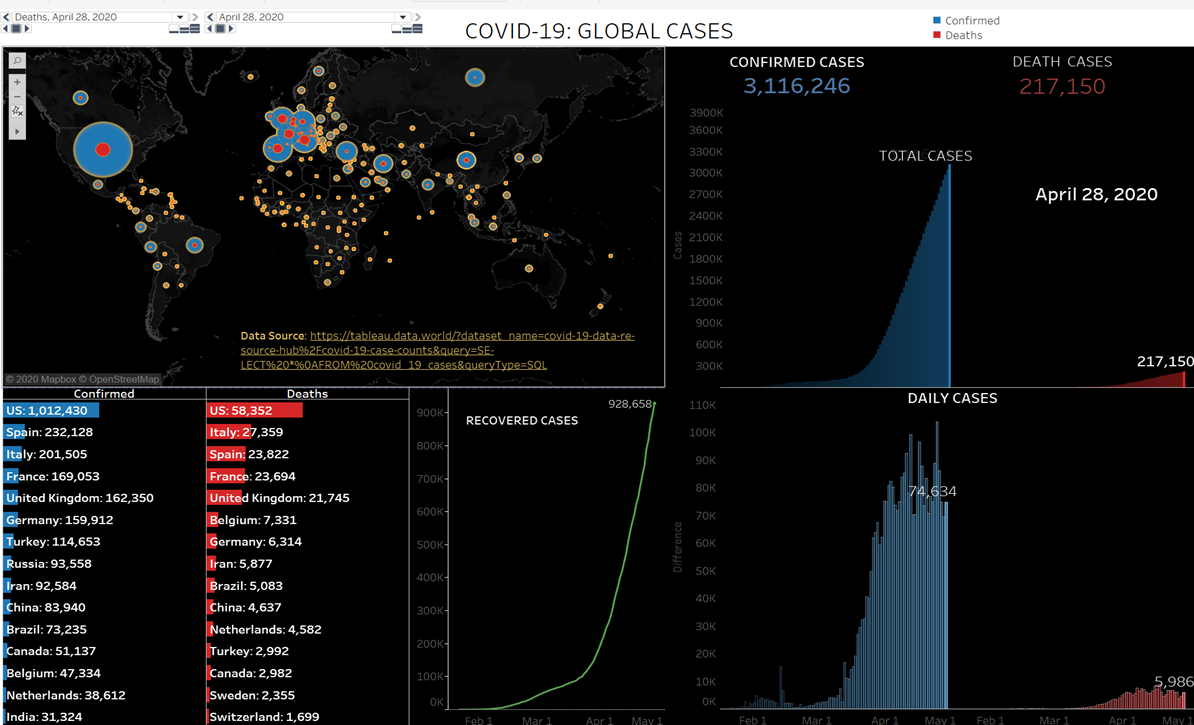 Deaths, April 28, 2020
April 28, 2020
COVID-19: GLOBAL CASES
Confirmed
Deaths
CONFIRMED CASES
3,116,246
DEATH CASES
217,150
TOTAL CASES
April 28, 2020
Cases
3900K
3600K
3300K
3000K
2700K
2400K
2100K
1800K
1500K
1200K
900K
600K
300K
217,150
Data Source: https://tableau.data.world/?dataset_name=covid-19-data-re-
source-hub%2Fcovid-19-case-counts&query=SE-
LECT%20*%0AFROM%20covid_19_cases&queryType=SQL
© 2020 Mapbox © OpenStreetMap
Confirmed
US: 1,012,430
Spain: 232,128
Italy: 201,505
France: 169,053
United Kingdom: 162,350
Germany: 159,912
Turkey: 114,653
Russia: 93,558
Iran: 92,584
China: 83,940
Brazil: 73,235
Canada: 51,137
Belgium: 47,334
Netherlands: 38,612
India: 31,324
Deaths
US: 58,352
Italy: 27,359
Spain: 23,822
France: 23,694
United Kingdom: 21,745
Belgium: 7,331
Germany: 6,314
Iran: 5,877
Brazil: 5,083
China: 4,637
Netherlands: 4,582
Turkey: 2,992
Canada: 2,982
Sweden: 2,355
Switzerland: 1,699
RECOVERED CASES
928,658
900K
800K
700K
600K
500K
400K
300K
200K
100K
0K
Feb 1
Mar 1
Apr 1
May 1
DAILY CASES
Difference
110K
100K
90K
80K
70K
60K
50K
40K
30K
20K
10K
0K
74,634
5,986
Feb 1
Mar 1
Apr 1
May 1
Feb 1
Mar 1
Apr 1
May